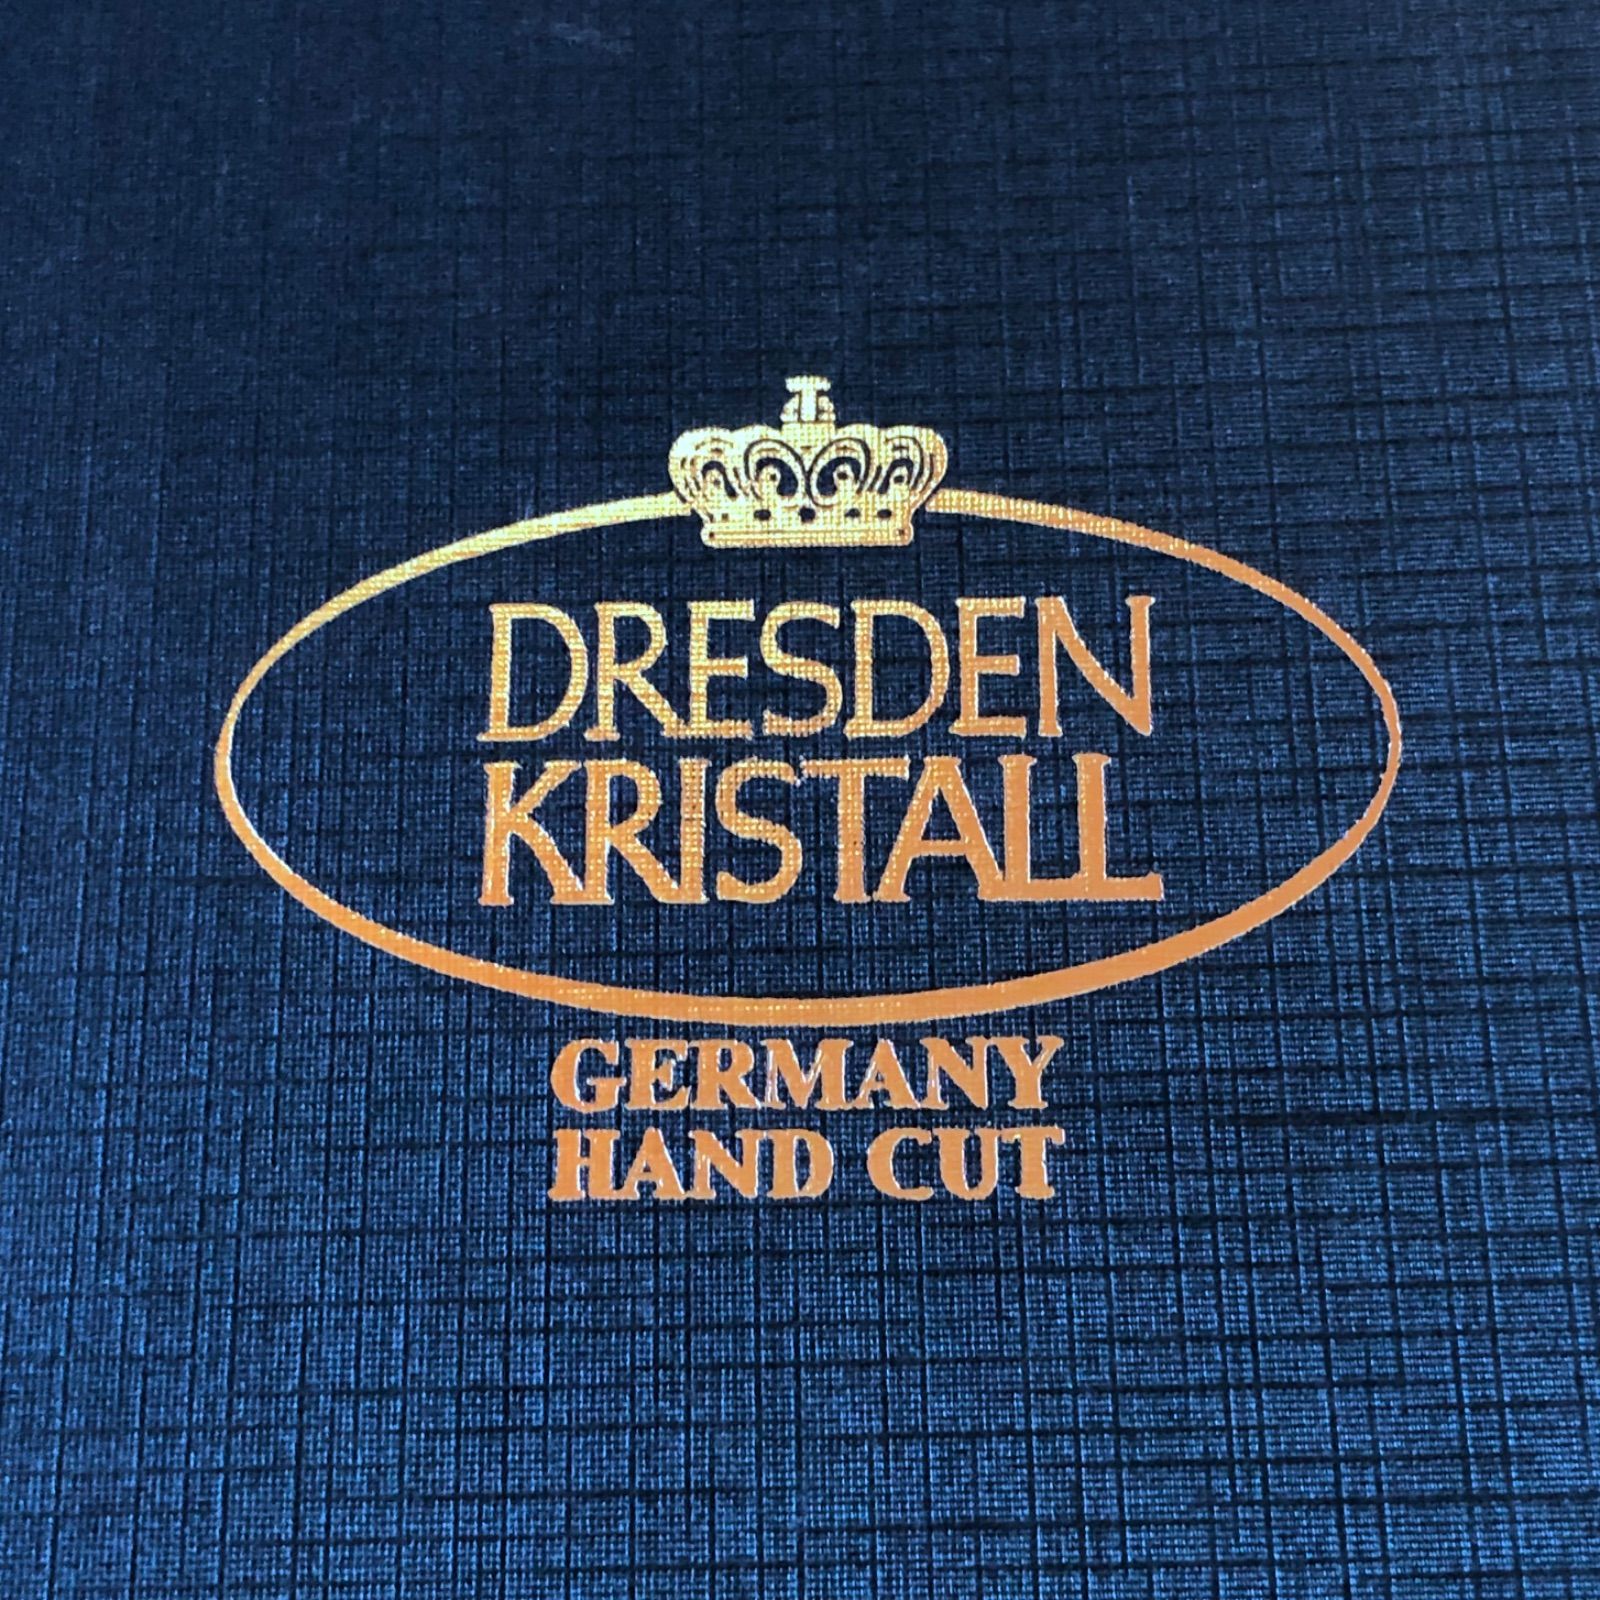 DRESDEN
KRISTALL
GERMANY
HAND CUT